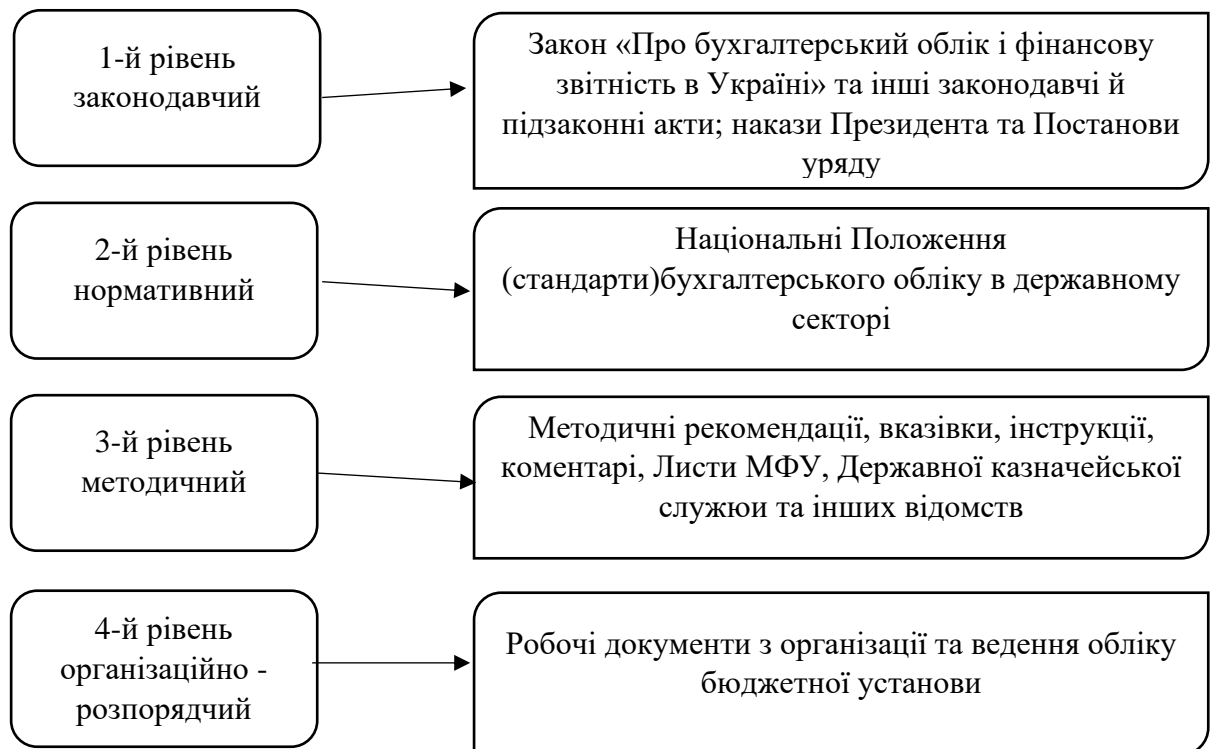 1-й рівень
законодавчий
Закон «Про бухгалтерський облік і фінансову
звітність в Україні» та інші законодавчі й
підзаконні акти; накази Президента та Постанови
уряду
2-й рівень
нормативний
Національні Положення
(стандарти)бухгалтерського обліку в державному
секторі
3-й рівень
методичний
Методичні рекомендації, вказівки, інструкції,
коментарі, Листи МФУ, Державної казначейської
служюи та інших відомств
4-й рівень
організаційно -
розпорядчий
Робочі документи з організації та ведення обліку
бюджетної установи